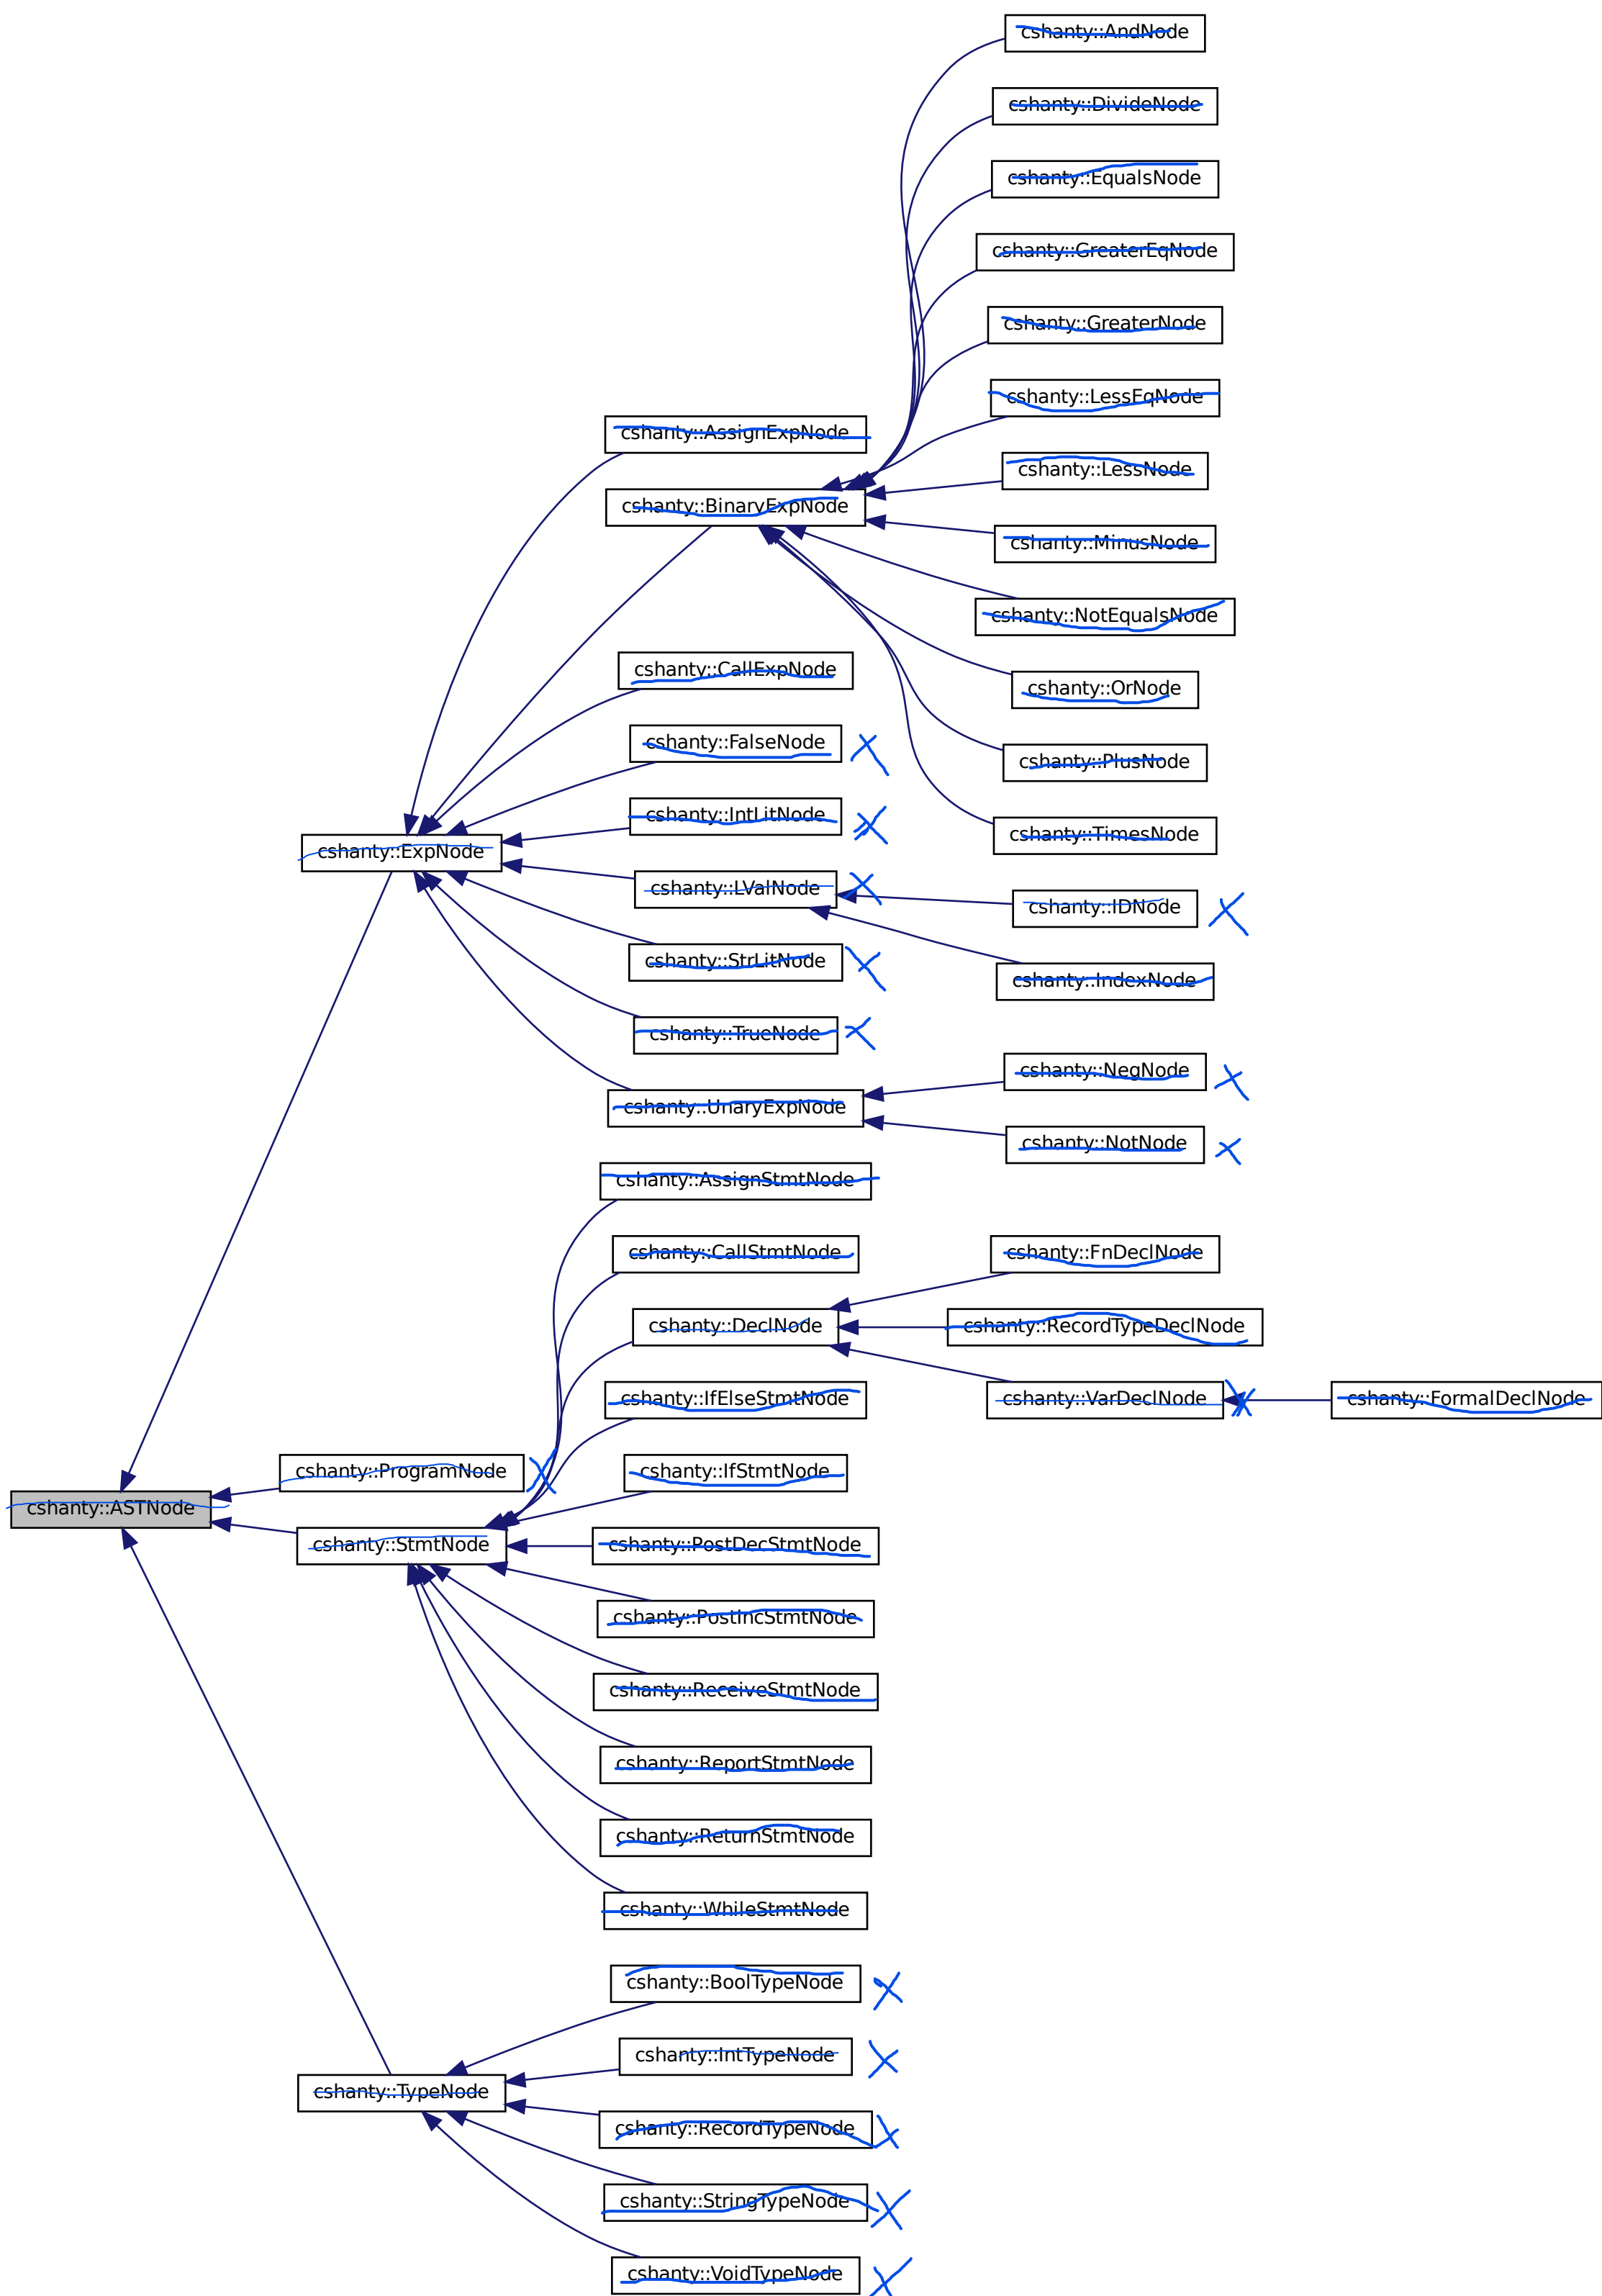 cshanty::AndNode
cshanty::DivideNode
cshanty::EqualsNode
cshanty::GreaterEqNode
cshanty::GreaterNode
cshanty::LessEqNode
cshanty::AssignExpNode
cshanty::LessNode
cshanty::BinaryExpNode
cshanty::MinusNode
cshanty::NotEqualsNode
cshanty::CallExpNode
cshanty::OrNode
cshanty::FalseNode
cshanty::PlusNode
cshanty::IntLitNode
cshanty::TimesNode
cshanty::ExpNode
cshanty::LValNode
cshanty::IDNode
cshanty::StrLitNode
cshanty::IndexNode
cshanty::TrueNode
cshanty::NegNode
cshanty::UnaryExpNode
cshanty::NotNode
cshanty::AssignStmtNode
cshanty::CallStmtNode
cshanty::FnDeclNode
cshanty::DeclNode
cshanty::RecordTypeDeclNode
cshanty::IfElseStmtNode
cshanty::VarDeclNode
cshanty::FormalDeclNode
cshanty::ProgramNode
cshanty::IfStmtNode
cshanty::ASTNode
cshanty::StmtNode
cshanty::PostDecStmtNode
cshanty::PostIncStmtNode
cshanty::ReceiveStmtNode
cshanty::ReportStmtNode
cshanty::ReturnStmtNode
cshanty::WhileStmtNode
cshanty::BoolTypeNode
cshanty::IntTypeNode
cshanty::TypeNode
cshanty::RecordTypeNode
cshanty::StringTypeNode
cshanty::VoidTypeNode